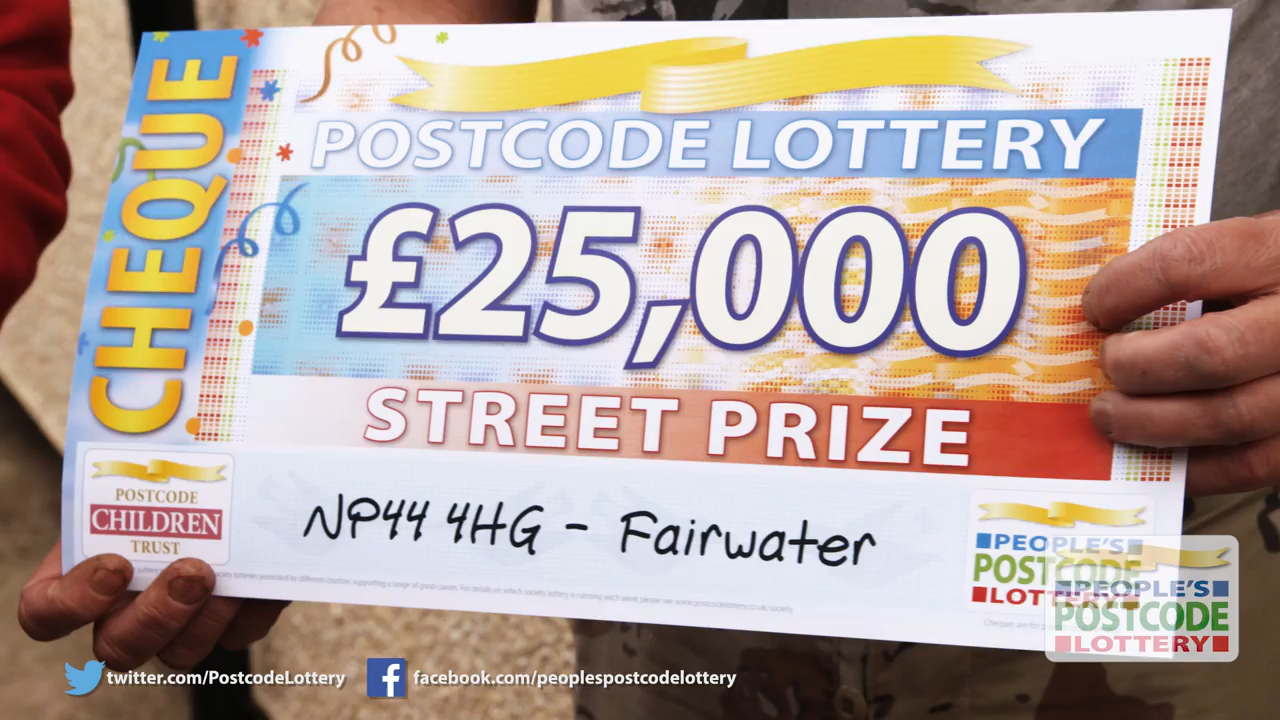 CHEQUE
POSTCODE LOTTERY
£25,000
STREET PRIZE
NP44 4HG - Fairwater
POSTCODE
CHILDREN
TRUST
PEOPLE'S
POSTCODE
LOTTERY
PEOPLE'S
POSTCODE
LOTTERY
twitter.com/PostcodeLottery
facebook.com/peoplespostcodelottery